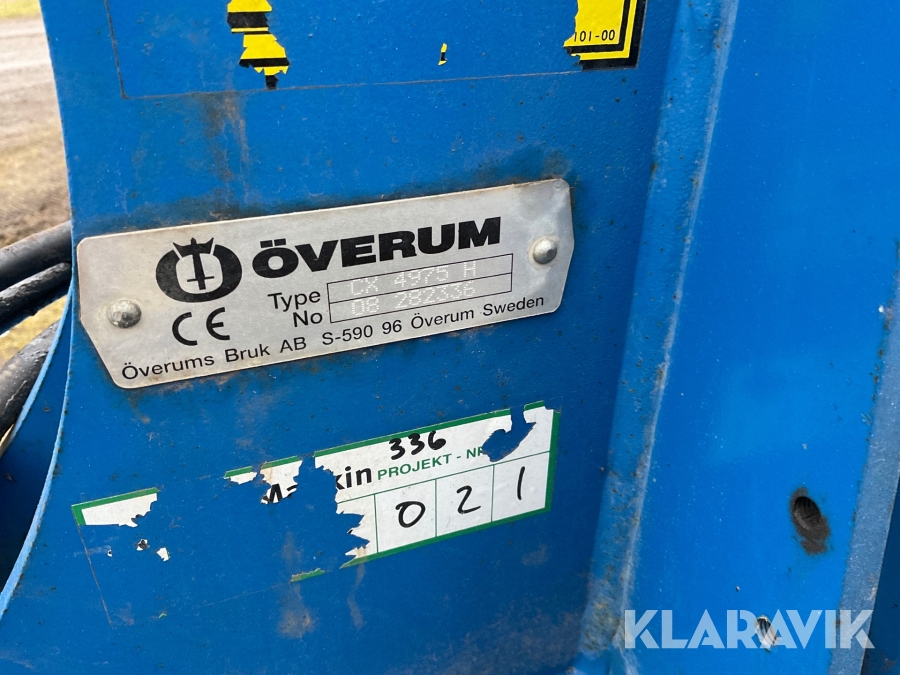 101-00
ÖVERUM
Type CX 4975 H
No 08 282336
CE
Överums Bruk AB S-590 96 Överum Sweden
336
PROJEKT - NR
0 2 1
KLARAVIK